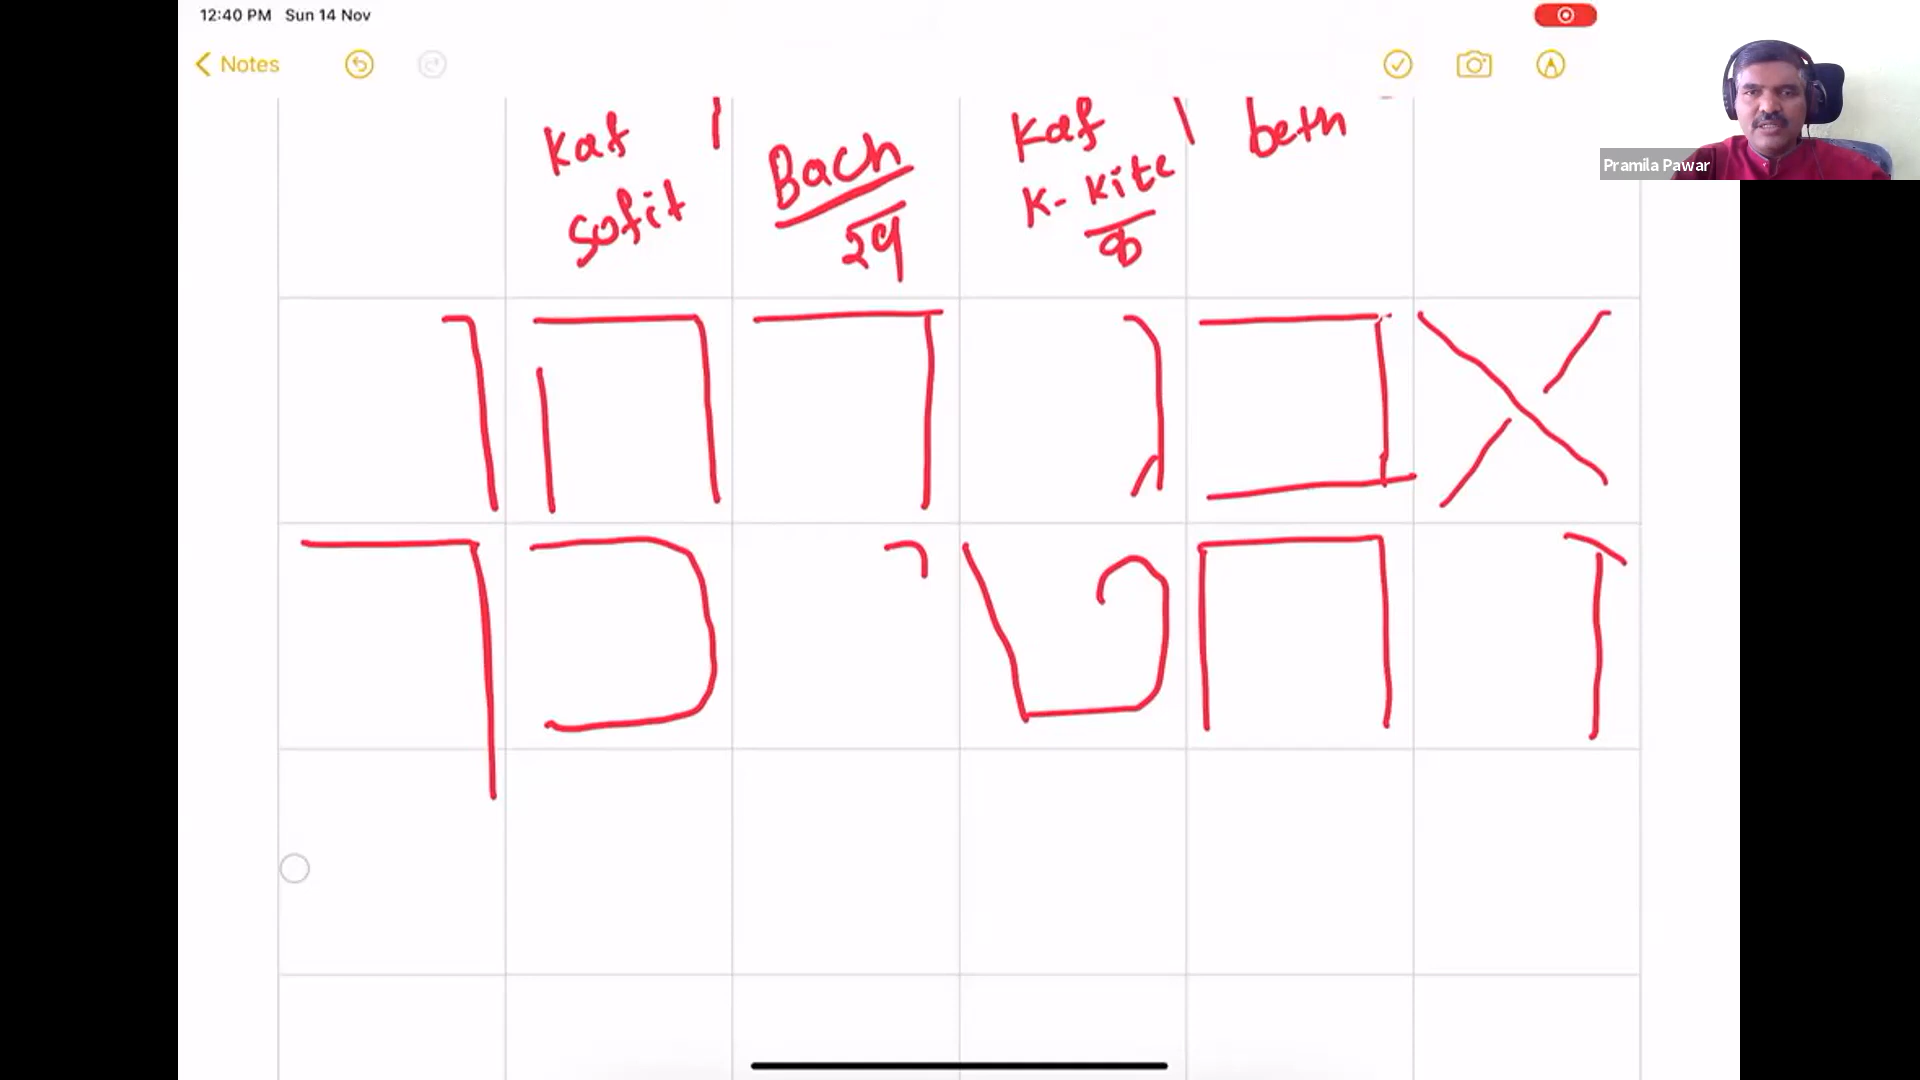 12:40 PM Sun 14 Nov
Notes
Pramila Pawar
Kaf
sofit
Bach
Kaf
K- Kite
beth
א ב ג ד ה ו
ז ח ט י כ ך